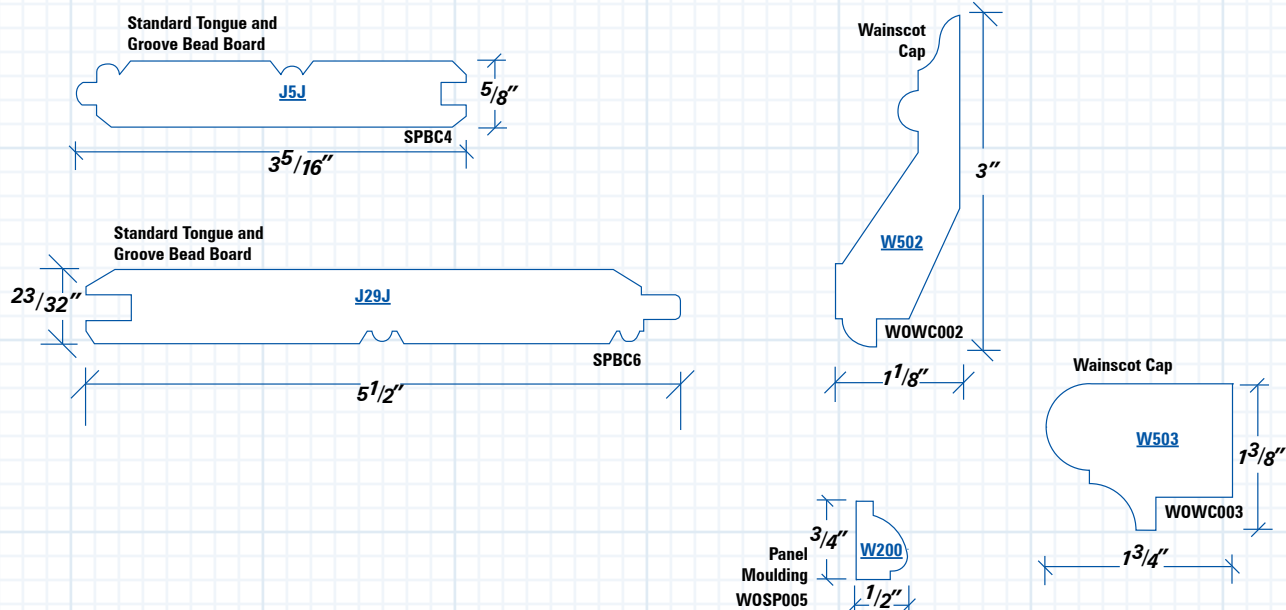 Standard Tongue and
Groove Bead Board
J5J
5/8"
SPBC4
3 5/16"
Standard Tongue and
Groove Bead Board
23/32"
J29J
SPBC6
5 1/2"
Wainscot
Cap
3"
W502
WOWC002
1 1/8"
Wainscot Cap
W503
1 3/8"
WOWC003
1 3/4"
3/4"
W200
Panel
Moulding
WOSP005
1/2"